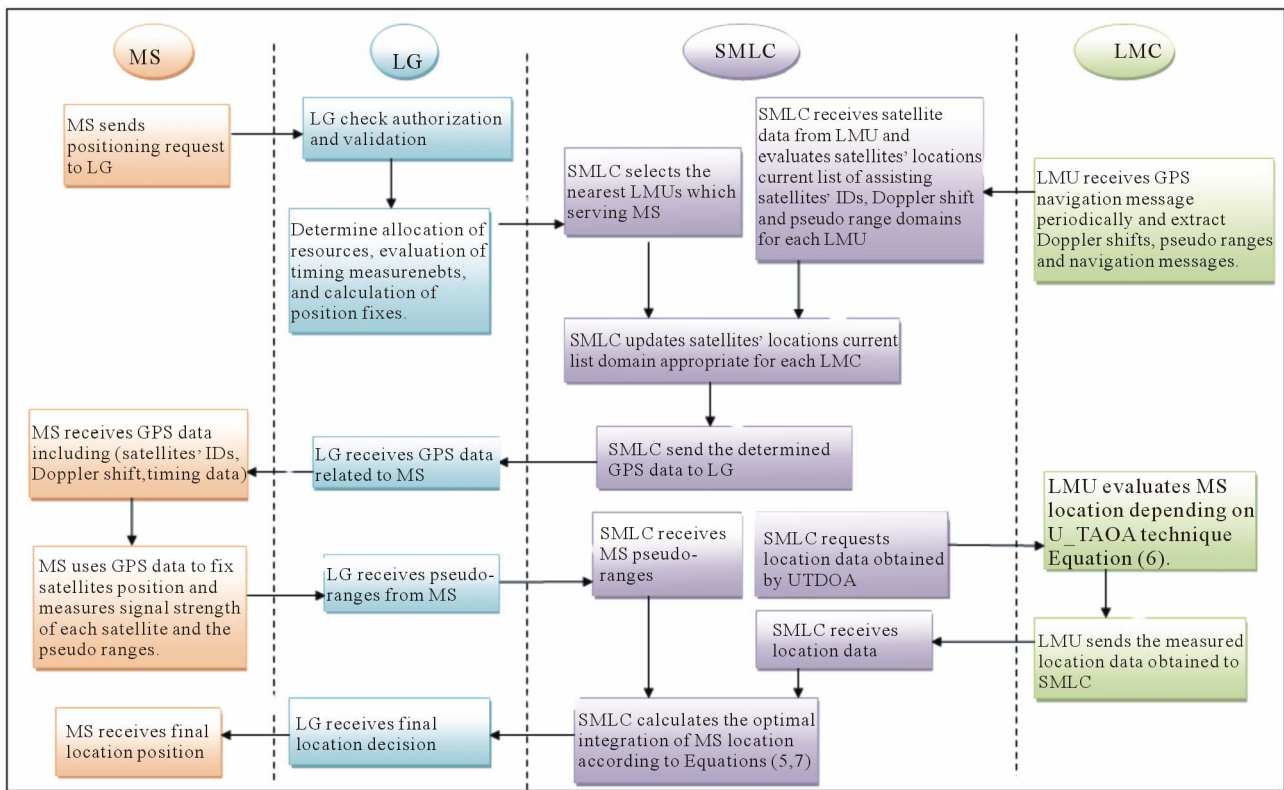 MS
LG
SMLC
LMC
MS sends
positioning request
to LG
LG check authorization
and validation
SMLC selects the
nearest LMUs which
serving MS
SMLC receives satellite
data from LMU and
evaluates satellites’ locations
current list of assisting
satellites’ IDs, Doppler shift
and pseudo range domains
for each LMU
LMU receives GPS
navigation message
periodically and extract
Doppler shifts, pseudo ranges
and navigation messages.
Determine allocation of
resources, evaluation of
timing measurenebts,
and calculation of
position fixes.
SMLC updates satellites’ locations current
list domain appropriate for each LMC
MS receives GPS data
including (satellites’ IDs,
Doppler shift,timing data)
LG receives GPS data
related to MS
SMLC send the determined
GPS data to LG
MS uses GPS data to fix
satellites position and
measures signal strength
of each satellite and the
pseudo ranges.
LG receives pseudo-
ranges from MS
SMLC receives
MS pseudo-
ranges
SMLC requests
location data obtained
by UTDOA
LMU evaluates MS
location depending on
U_TAOA technique
Equation (6).
SMLC receives
location data
LMU sends the measured
location data obtained to
SMLC
MS receives final
location position
LG receives final
location decision
SMLC calculates the optimal
integration of MS location
according to Equations (5,7)